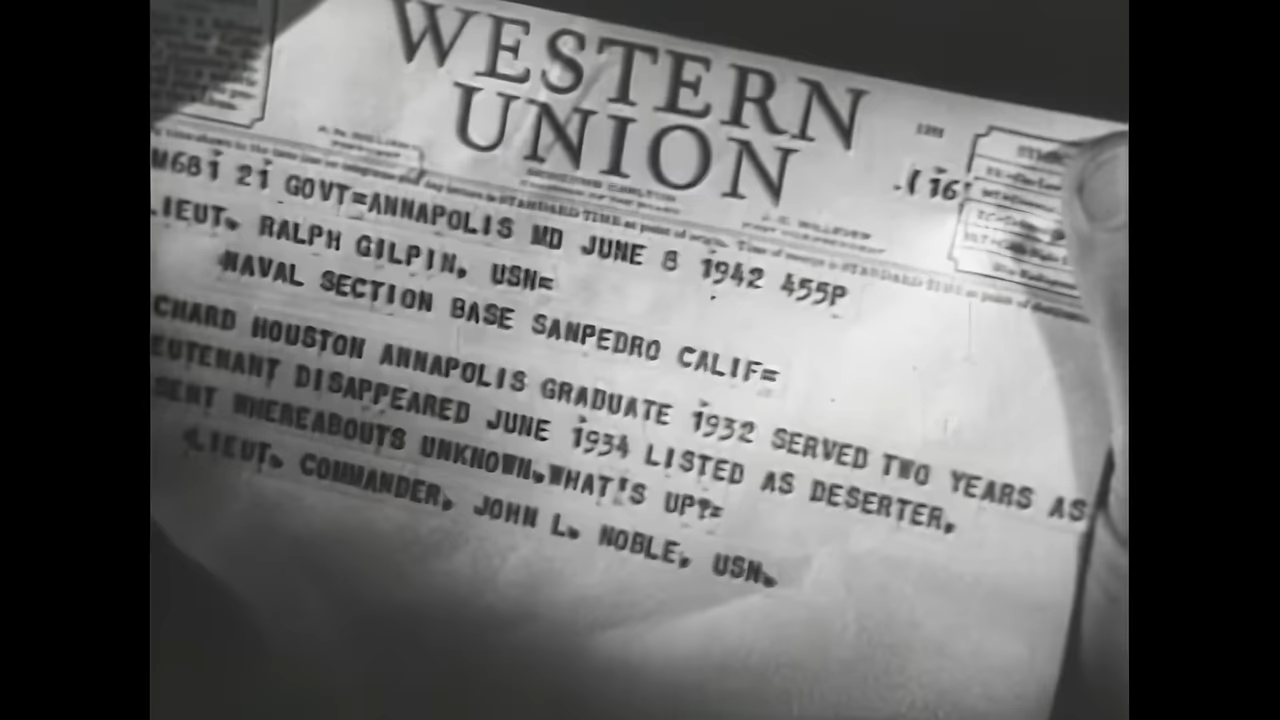 WESTERN
UNION
M681 21 GOVT=ANNAPOLIS MD JUNE 8 1942 455P
LIEUT. RALPH GILPIN, USN=
NAVAL SECTION BASE SANPEDRO CALIF=
CHARD HOUSTON ANNAPOLIS GRADUATE 1932 SERVED TWO YEARS AS
EUTENANT DISAPPEARED JUNE 1934 LISTED AS DESERTER,
SENT WHEREABOUTS UNKNOWN.WHAT'S UP?=
LIEUT. COMMANDER, JOHN L. NOBLE, USN.